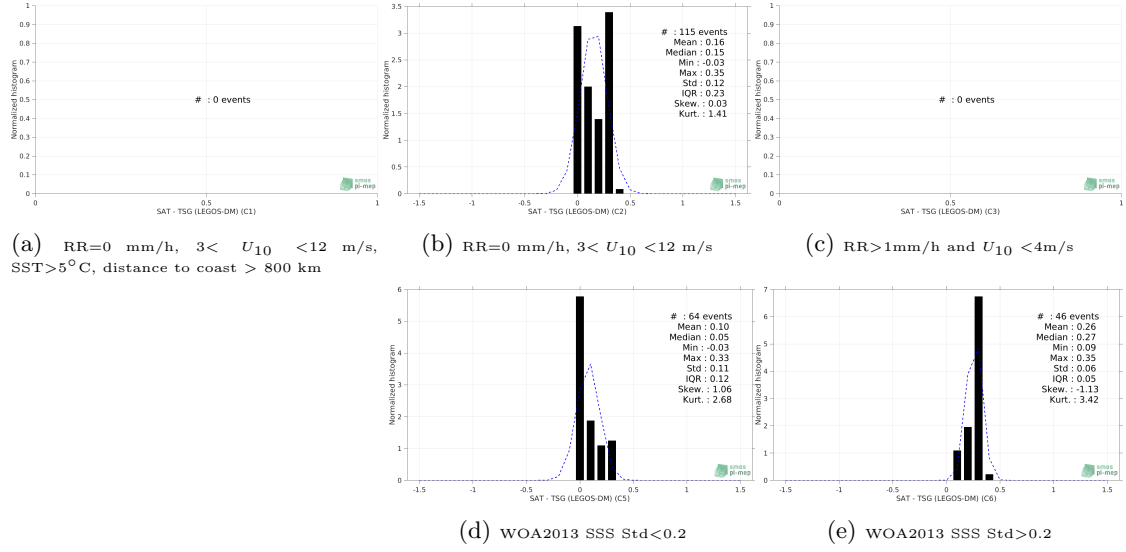 1
0.9
0.8
0.7
0.6
0.5
0.4
0.3
0.2
0.1
0
Normalized histogram
# : 0 events
0.5
1
SAT - TSG (LEGOS-DM) (C1)
smos
pi-mep
(a) RR=0 mm/h, 3< U10 <12 m/s,
SST>5°C, distance to coast > 800 km
3.5
3
2.5
2
1.5
1
0.5
0
Normalized histogram
# : 115 events
Mean : 0.16
Median : 0.15
Min : -0.03
Max : 0.35
Std : 0.12
IQR : 0.23
Skew. : 0.03
Kurt. : 1.41
-1.5
-1
-0.5
0
0.5
1
1.5
SAT - TSG (LEGOS-DM) (C2)
smos
pi-mep
(b) RR=0 mm/h, 3< U10 <12 m/s
1
0.9
0.8
0.7
0.6
0.5
0.4
0.3
0.2
0.1
0
Normalized histogram
# : 0 events
0.5
1
SAT - TSG (LEGOS-DM) (C3)
smos
pi-mep
(c) RR>1mm/h and U10 <4m/s
6
5
4
3
2
1
0
Normalized histogram
# : 64 events
Mean : 0.10
Median : 0.05
Min : -0.03
Max : 0.33
Std : 0.11
IQR : 0.12
Skew. : 1.06
Kurt. : 2.68
-1.5
-1
-0.5
0
0.5
1
1.5
SAT - TSG (LEGOS-DM) (C5)
smos
pi-mep
(d) WOA2013 SSS Std<0.2
7
6
5
4
3
2
1
0
Normalized histogram
# : 46 events
Mean : 0.26
Median : 0.27
Min : 0.09
Max : 0.35
Std : 0.06
IQR : 0.05
Skew. : -1.13
Kurt. : 3.42
-1.5
-1
-0.5
0
0.5
1
1.5
SAT - TSG (LEGOS-DM) (C6)
smos
pi-mep
(e) WOA2013 SSS Std>0.2